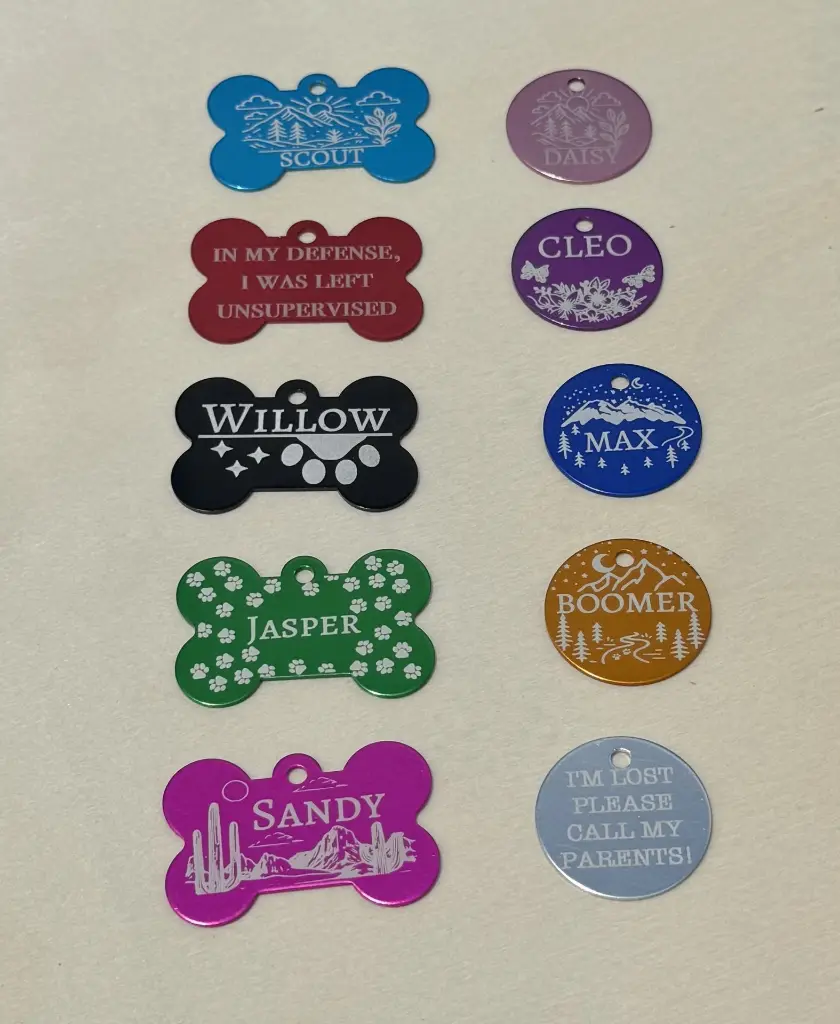 SCOUT
DAISY
IN MY DEFENSE,
I WAS LEFT
UNSUPERVISED
CLEO
WILLOW
MAX
JASPER
BOOMER
SANDY
I'M LOST
PLEASE
CALL MY
PARENTS!